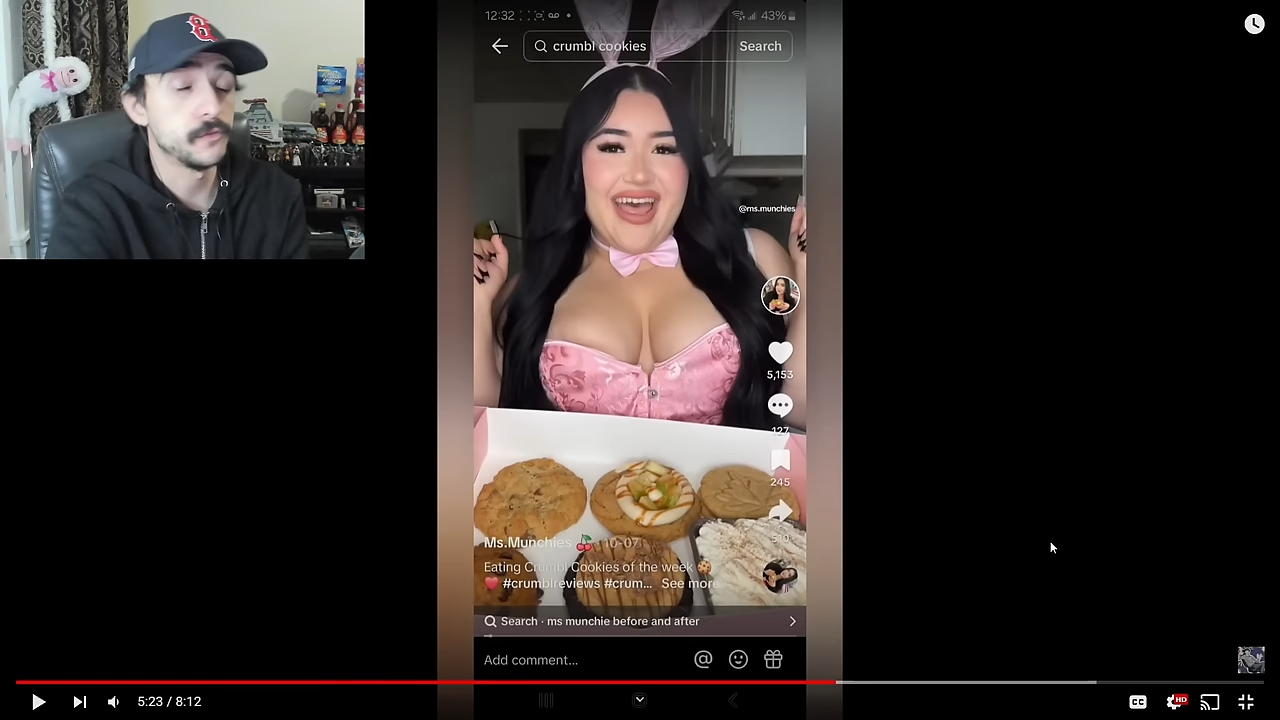 12:32
43%
crumbl cookies
Search
@ms.munchies
5,153
127
245
Ms.Munchies 🍒 · 10-07
Eating Crumbl Cookies of the week 🍪
❤️ #crumblreviews #crum... See more
Search · ms munchie before and after
Add comment...
5:23 / 8:12
CC
HD